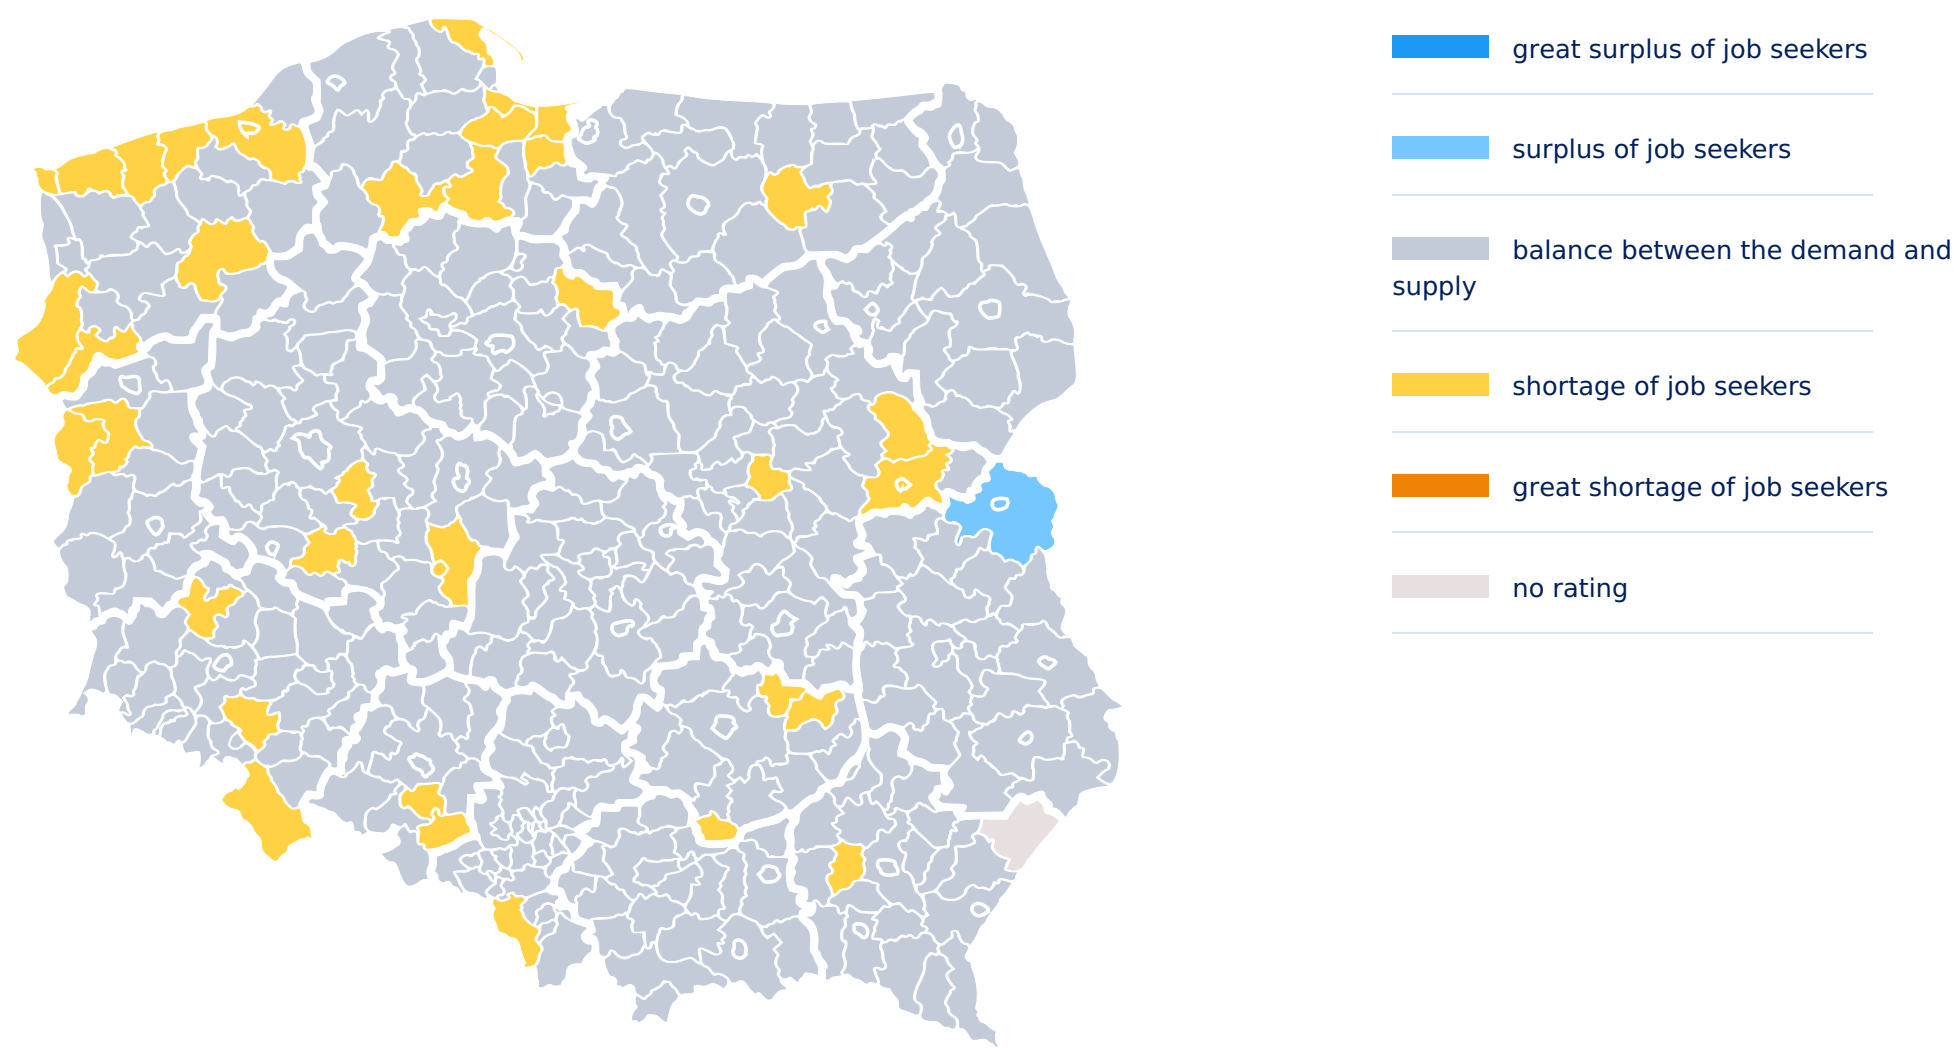 great surplus of job seekers
surplus of job seekers
balance between the demand and
supply
shortage of job seekers
great shortage of job seekers
no rating